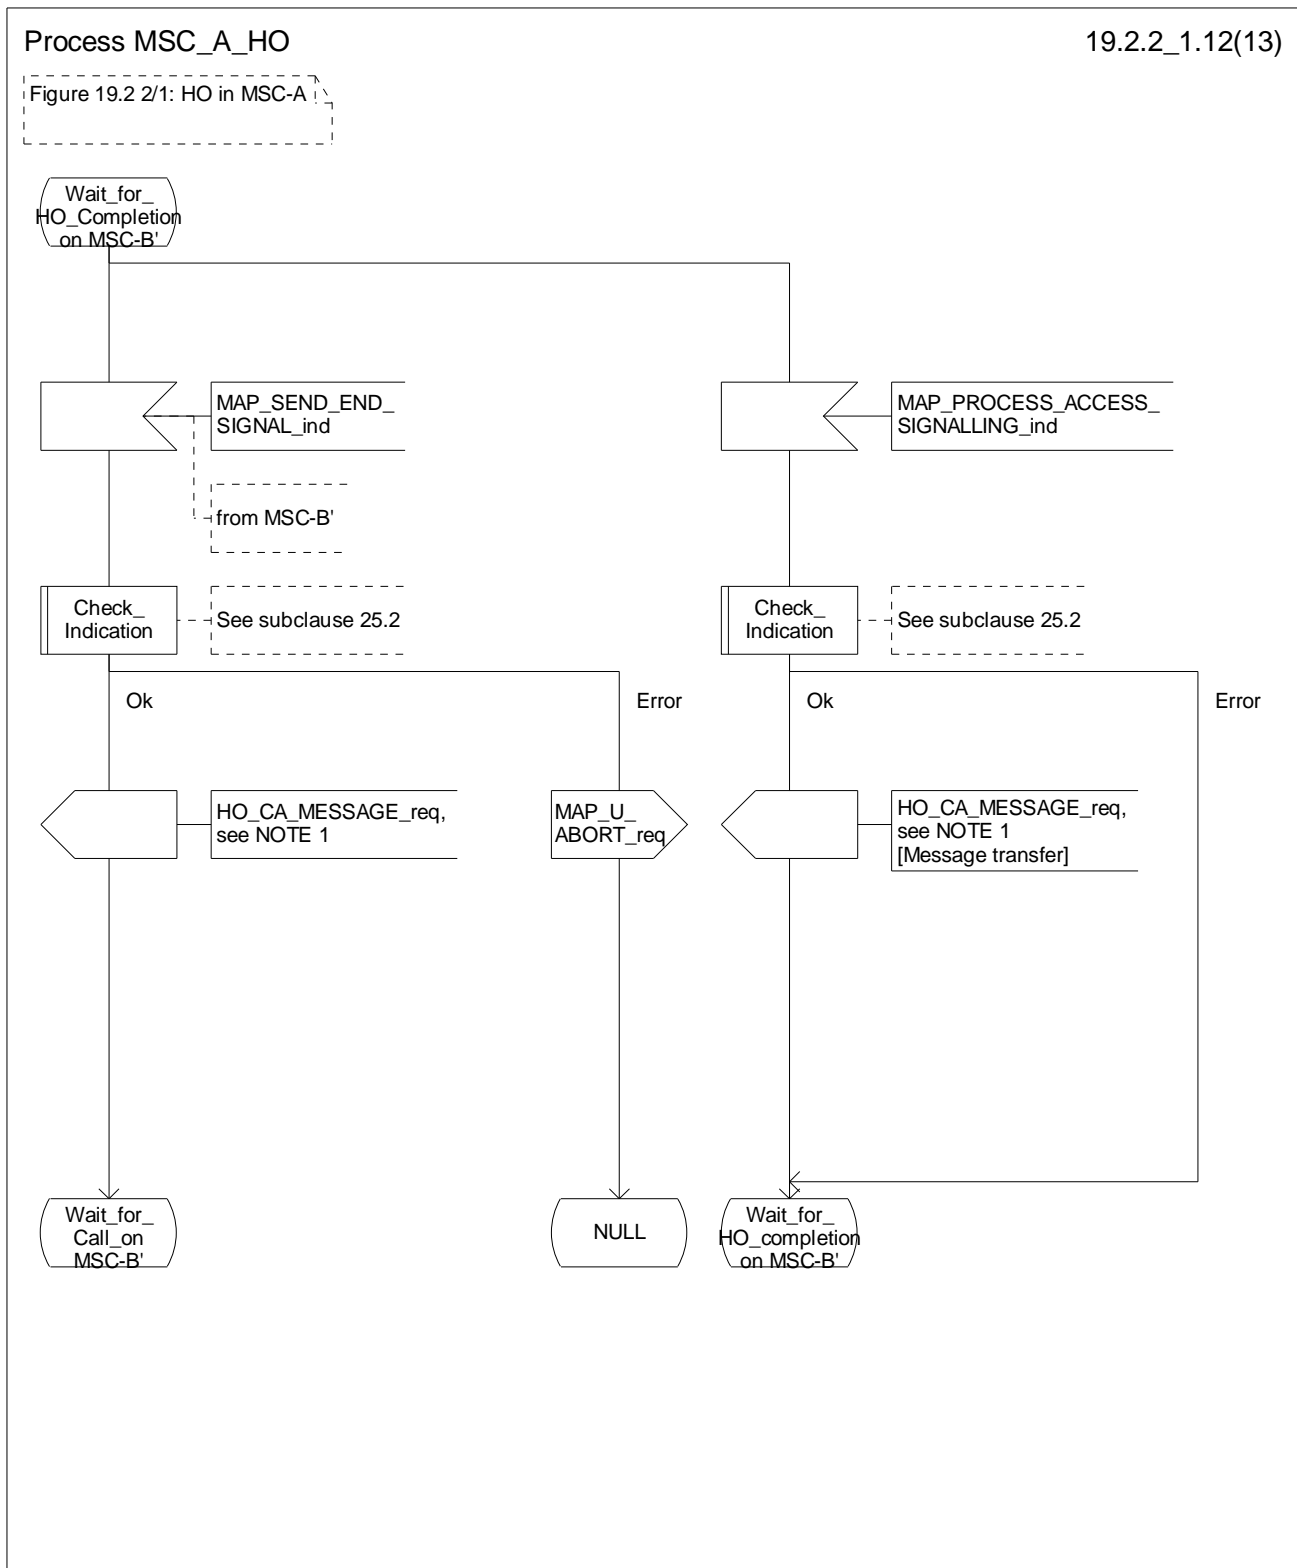 Process MSC_A_HO
19.2.2_1.12(13)
Figure 19.2 2/1: HO in MSC-A
Wait_for_
HO_Completion
on MSC-B'
MAP_SEND_END_
SIGNAL_ind
MAP_PROCESS_ACCESS_
SIGNALLING_ind
from MSC-B'
Check_
Indication
See subclause 25.2
Check_
Indication
See subclause 25.2
Ok
Error
Ok
Error
HO_CA_MESSAGE_req,
see NOTE 1
MAP_U_
ABORT_req
HO_CA_MESSAGE_req,
see NOTE 1
[Message transfer]
Wait_for_
Call_on
MSC-B'
NULL
Wait_for_
HO_completion
on MSC-B'